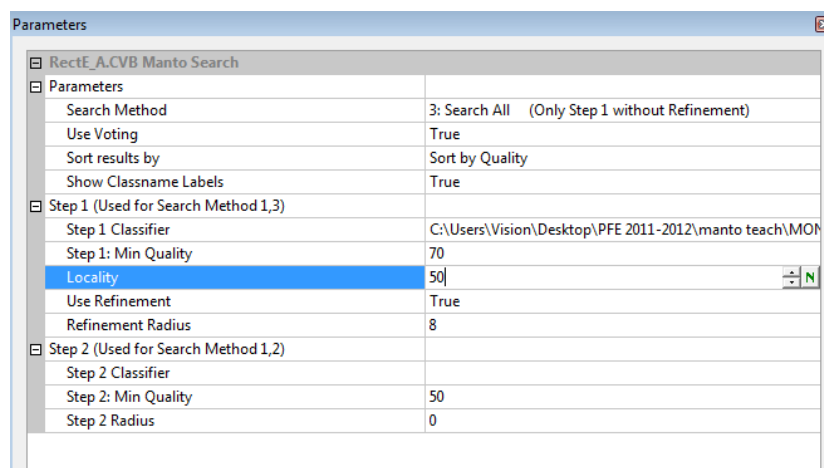 Parameters
RectE_A.CVB Manto Search
Parameters
Search Method 3: Search All (Only Step 1 without Refinement)
Use Voting True
Sort results by Sort by Quality
Show Classname Labels True
Step 1 (Used for Search Method 1,3)
Step 1 Classifier C:\Users\Vision\Desktop\PFE 2011-2012\manto teach\MON
Step 1: Min Quality 70
Locality 50 N
Use Refinement True
Refinement Radius 8
Step 2 (Used for Search Method 1,2)
Step 2 Classifier
Step 2: Min Quality 50
Step 2 Radius 0